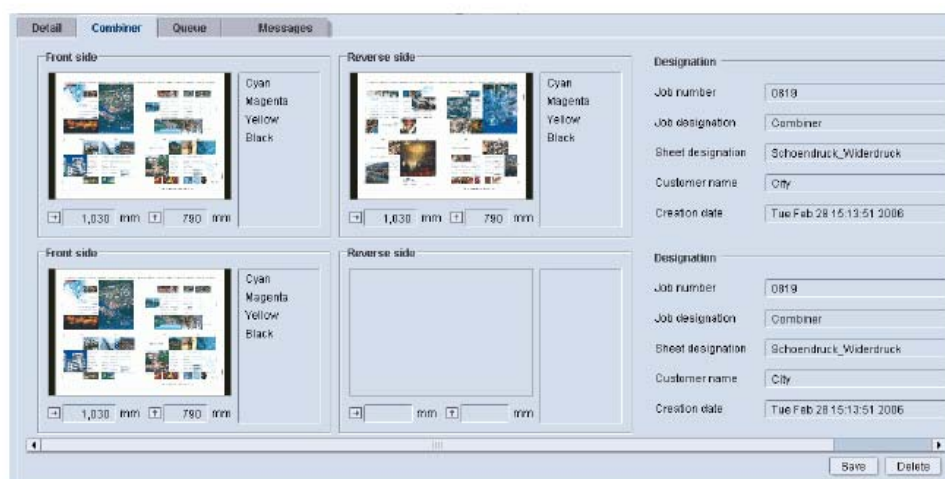 Detail Combiner Queue Messages
Front side
Cyan
Magenta
Yellow
Black
1,030 mm 790 mm
Reverse side
Cyan
Magenta
Yellow
Black
1,030 mm 790 mm
Designation
Job number 0819
Job designation Combiner
Sheet designation Schoendruck_Widerdruck
Customer name City
Creation date Tue Feb 28 15:13:51 2006
Front side
Cyan
Magenta
Yellow
Black
1,030 mm 790 mm
Reverse side
mm mm
Designation
Job number 0819
Job designation Combiner
Sheet designation Schoendruck_Widerdruck
Customer name City
Creation date Tue Feb 28 15:13:51 2006
Save Delete